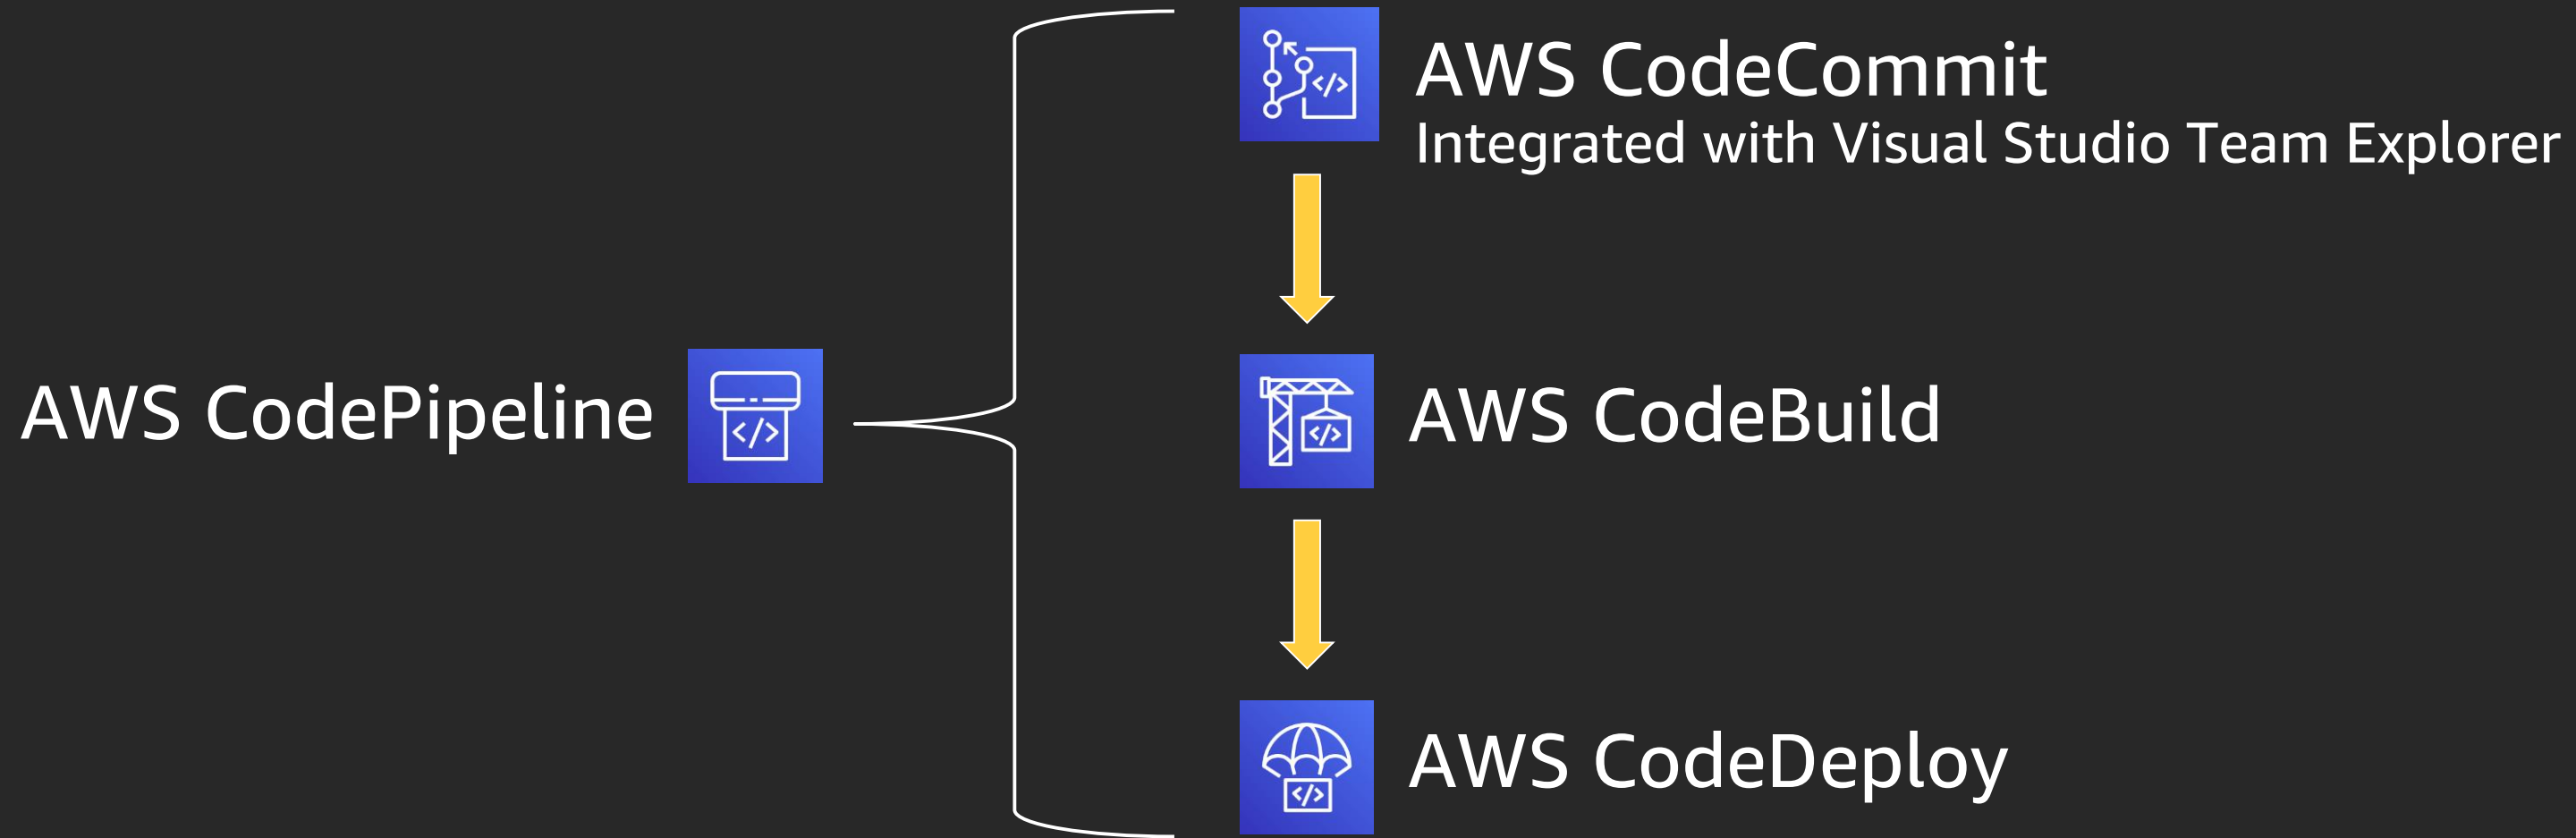 AWS CodePipeline
AWS CodeCommit
Integrated with Visual Studio Team Explorer
AWS CodeBuild
AWS CodeDeploy